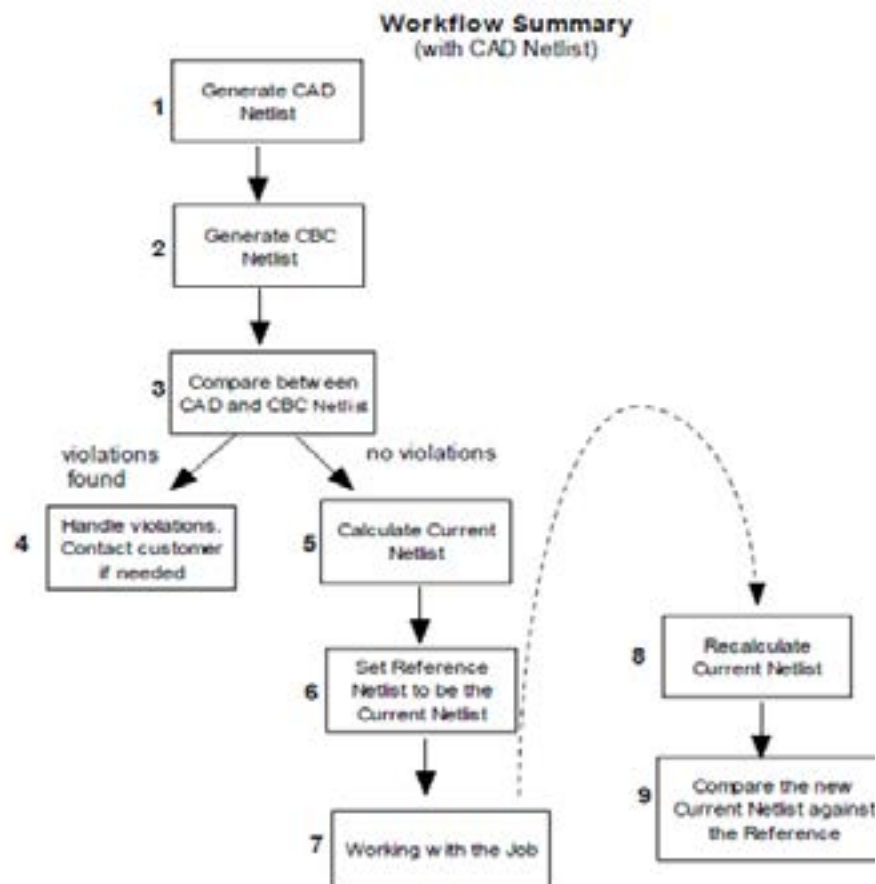 Workflow Summary
(with CAD Netlist)
1
Generate CAD
Netlist
2
Generate CBC
Netlist
3
Compare between
CAD and CBC Netlist
violations
found
no violations
4
Handle violations.
Contact customer
if needed
5
Calculate Current
Netlist
6
Set Reference
Netlist to be the
Current Netlist
7
Working with the Job
8
Recalculate
Current Netlist
9
Compare the new
Current Netlist against
the Reference